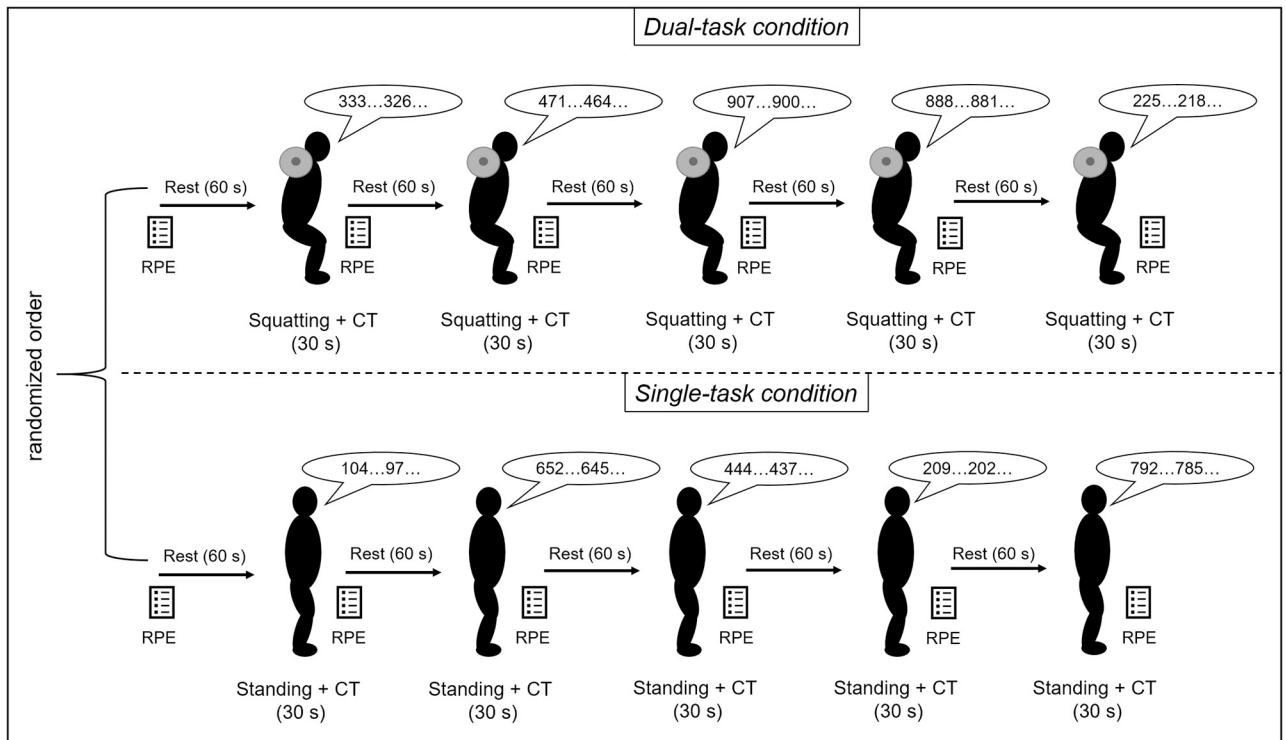 Dual-task condition
333...326...
471...464...
907...900...
888...881...
225...218...
Rest (60 s)
Rest (60 s)
Rest (60 s)
Rest (60 s)
Rest (60 s)
RPE
RPE
RPE
RPE
RPE
RPE
Squatting + CT
(30 s)
Squatting + CT
(30 s)
Squatting + CT
(30 s)
Squatting + CT
(30 s)
Squatting + CT
(30 s)
randomized order
Single-task condition
104...97...
652...645...
444...437...
209...202...
792...785...
Rest (60 s)
Rest (60 s)
Rest (60 s)
Rest (60 s)
Rest (60 s)
RPE
RPE
RPE
RPE
RPE
RPE
Standing + CT
(30 s)
Standing + CT
(30 s)
Standing + CT
(30 s)
Standing + CT
(30 s)
Standing + CT
(30 s)